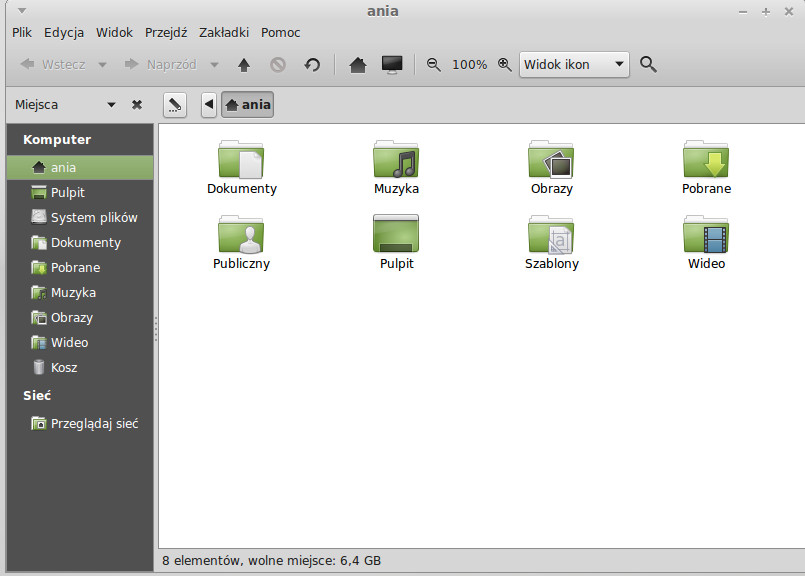 ania
Plik Edycja Widok Przejdź Zakładki Pomoc
Wstecz Naprzód 100% Widok ikon
Miejsca ania
Komputer
ania
Pulpit
System plików
Dokumenty
Pobrane
Muzyka
Obrazy
Wideo
Kosz
Sieć
Przeglądaj sieć
Dokumenty Muzyka Obrazy Pobrane
Publiczny Pulpit Szablony Wideo
8 elementów, wolne miejsce: 6,4 GB